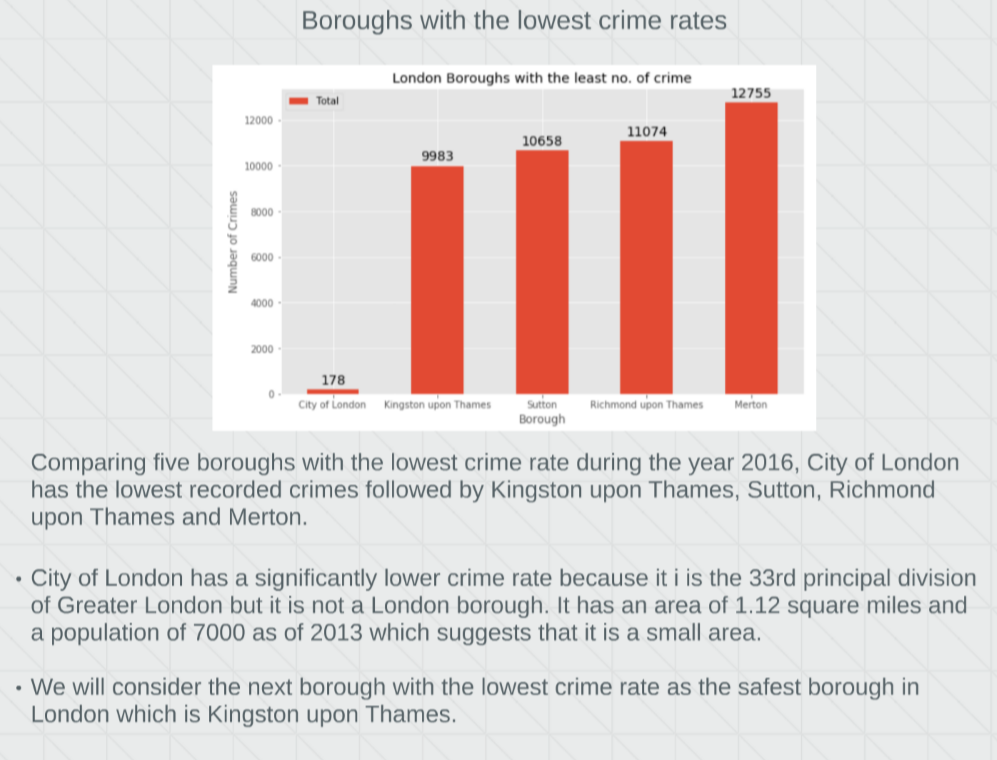 Boroughs with the lowest crime rates
London Boroughs with the least no. of crime
Total
12755
11074
10658
9983
178
12000
10000
8000
6000
4000
2000
0
Number of Crimes
City of London Kingston upon Thames Sutton Richmond upon Thames Merton
Borough
Comparing five boroughs with the lowest crime rate during the year 2016, City of London
has the lowest recorded crimes followed by Kingston upon Thames, Sutton, Richmond
upon Thames and Merton.
• City of London has a significantly lower crime rate because it i is the 33rd principal division
of Greater London but it is not a London borough. It has an area of 1.12 square miles and
a population of 7000 as of 2013 which suggests that it is a small area.
• We will consider the next borough with the lowest crime rate as the safest borough in
London which is Kingston upon Thames.